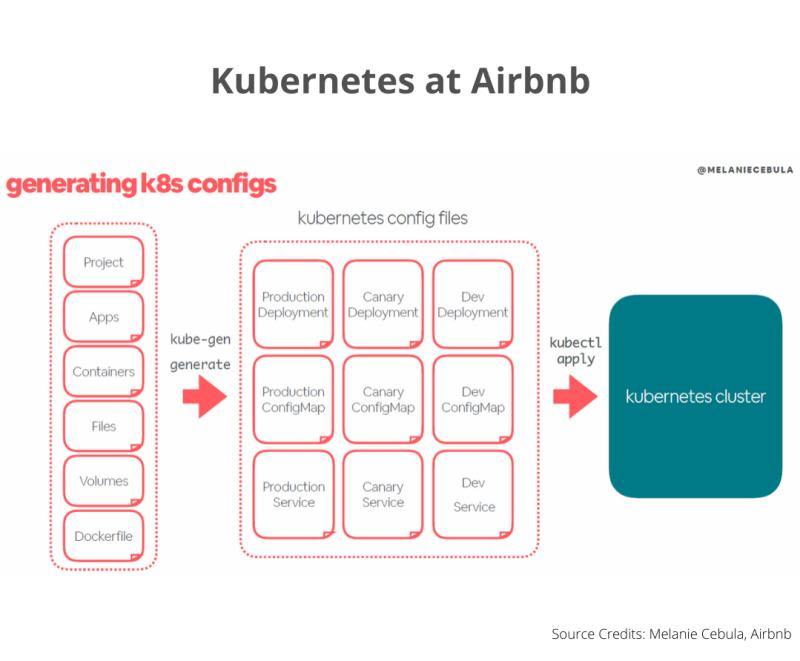 Kubernetes at Airbnb
@MELANIECEBULA
generating k8s configs
kubernetes config files
Project
Apps
Containers
Files
Volumes
Dockerfile
kube-gen
generate
Production
Deployment
Canary
Deployment
Dev
Deployment
Production
ConfigMap
Canary
ConfigMap
Dev
ConfigMap
Production
Service
Canary
Service
Dev
Service
kubectl
apply
kubernetes cluster
Source Credits: Melanie Cebula, Airbnb